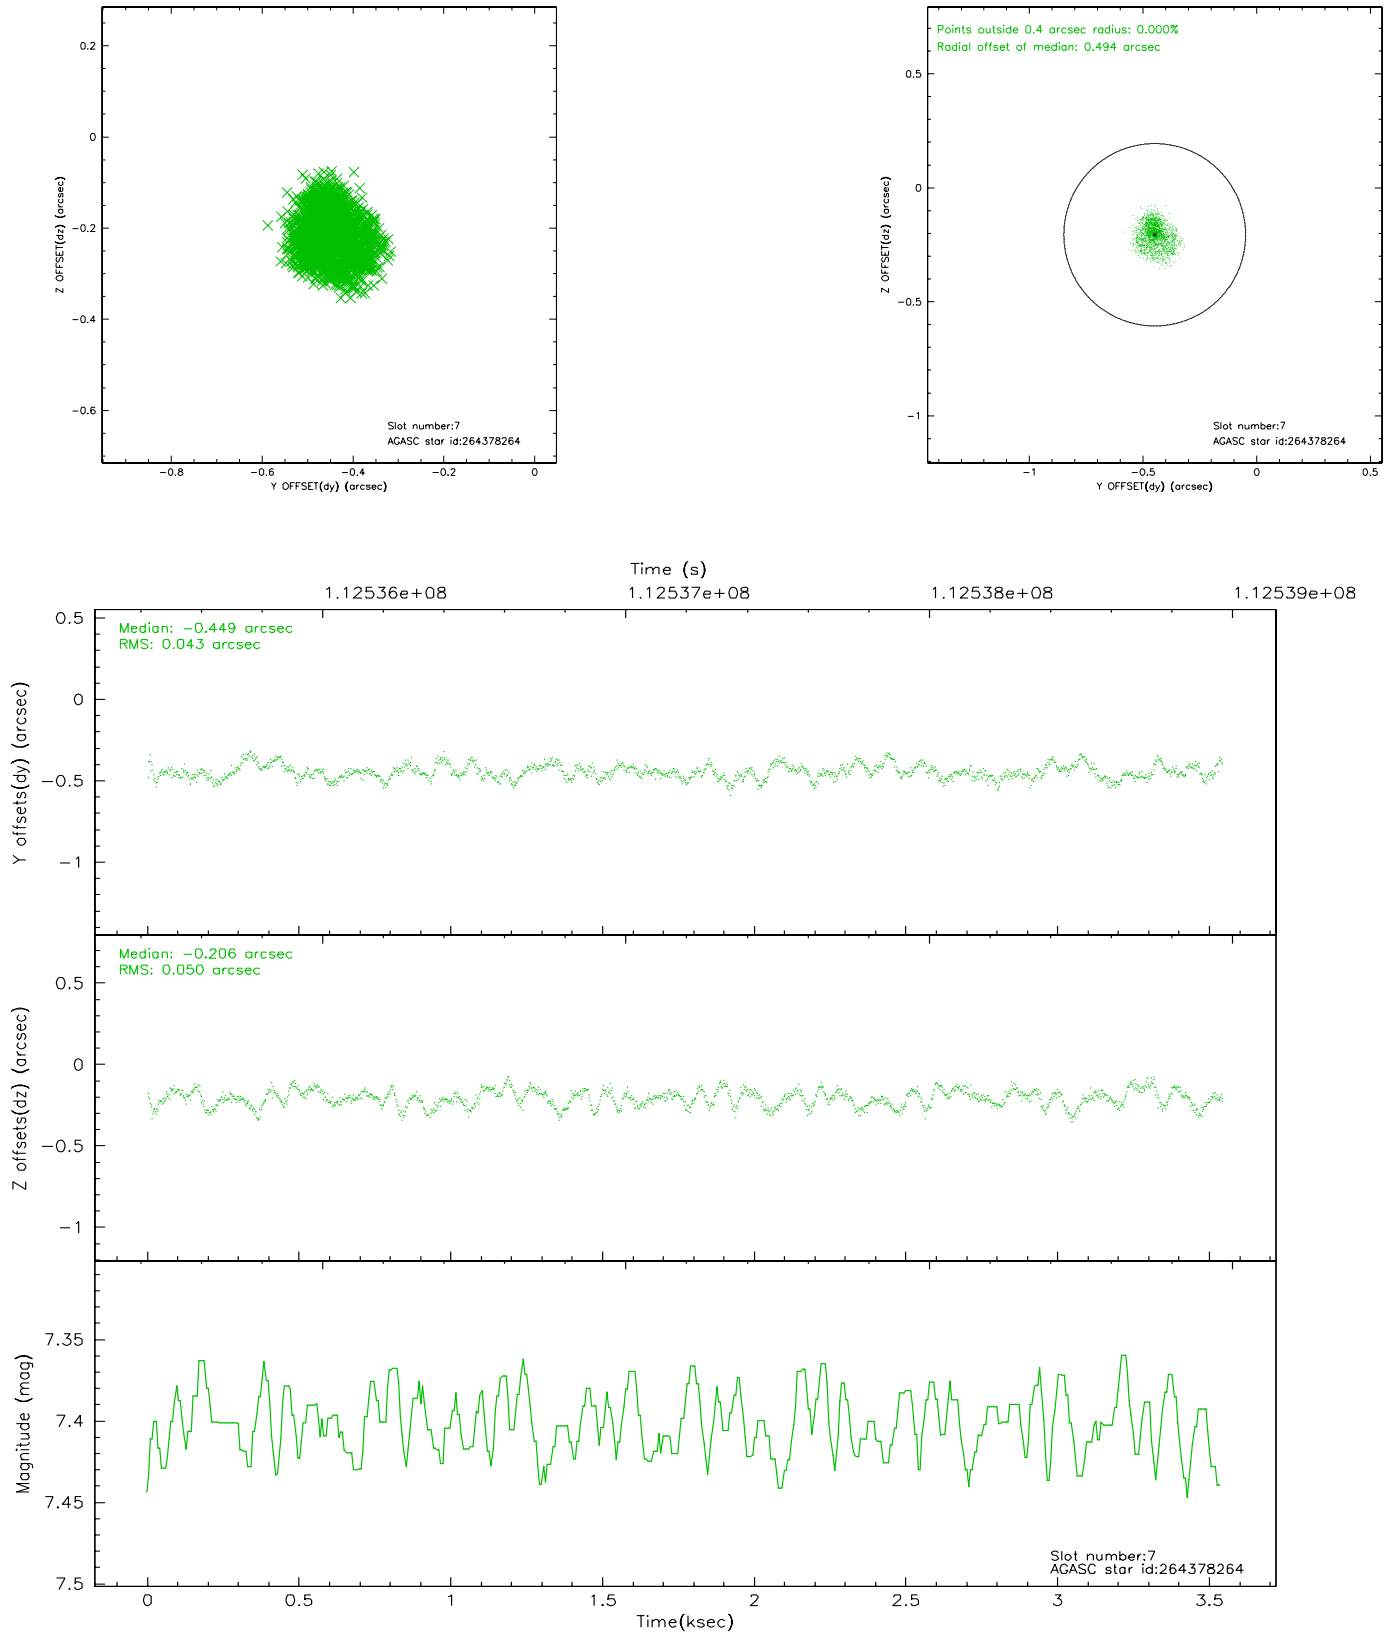 0.2
0
−0.2
−0.4
−0.6
Z OFFSET(dz) (arcsec)
Slot number:7
AGASC star id:264378264
−0.8 −0.6 −0.4 −0.2 0
Y OFFSET(dy) (arcsec)
Points outside 0.4 arcsec radius: 0.000%
Radial offset of median: 0.494 arcsec
0.5
0
−0.5
−1
Z OFFSET(dz) (arcsec)
Slot number:7
AGASC star id:264378264
−1 −0.5 0 0.5
Y OFFSET(dy) (arcsec)
Time (s)
1.12536e+08 1.12537e+08 1.12538e+08 1.12539e+08
Median: −0.449 arcsec
RMS: 0.043 arcsec
0.5
0
−0.5
−1
Y offsets(dy) (arcsec)
Median: −0.206 arcsec
RMS: 0.050 arcsec
0.5
0
−0.5
−1
Z offsets(dz) (arcsec)
7.35
7.4
7.45
7.5
Magnitude (mag)
Slot number:7
AGASC star id:264378264
0 0.5 1 1.5 2 2.5 3 3.5
Time(ksec)